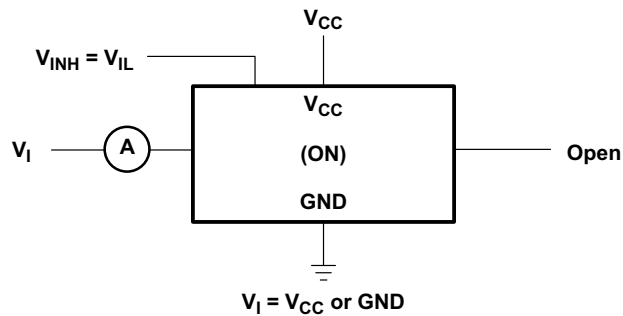 VCC
VINH = VIL
VCC
VI
A
(ON)
Open
GND
VI = VCC or GND